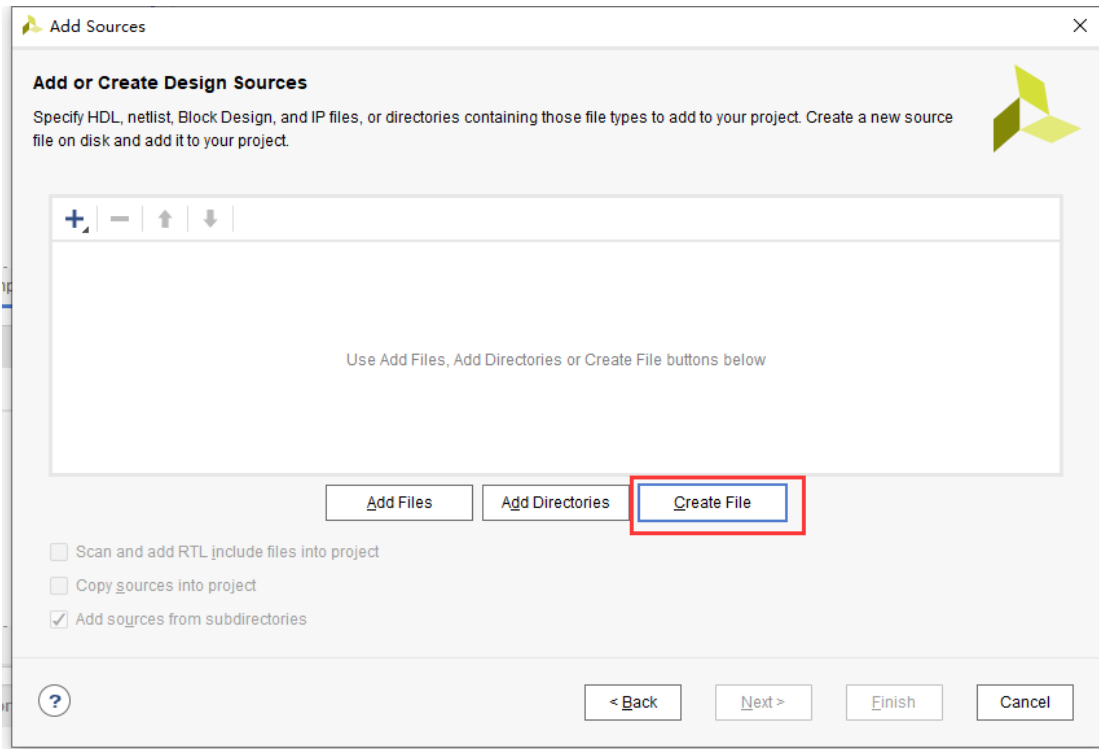 Add Sources
Add or Create Design Sources
Specify HDL, netlist, Block Design, and IP files, or directories containing those file types to add to your project. Create a new source
file on disk and add it to your project.
Use Add Files, Add Directories or Create File buttons below
Add Files
Add Directories
Create File
Scan and add RTL include files into project
Copy sources into project
Add sources from subdirectories
?
< Back
Next >
Finish
Cancel